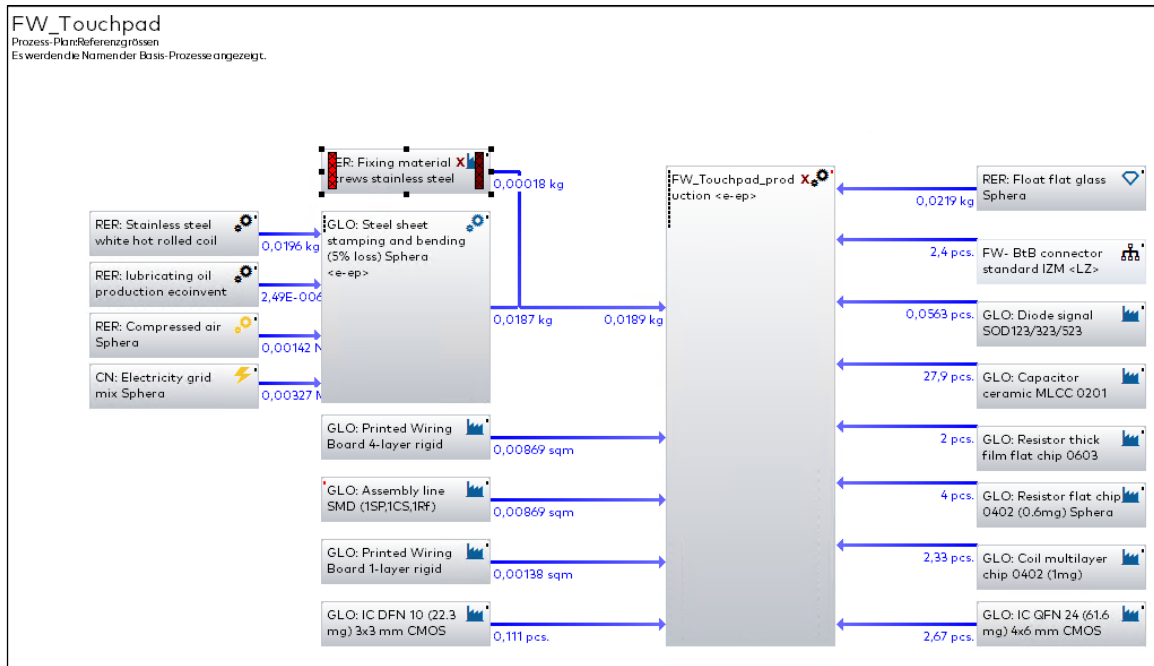 FW_Touchpad
Prozess-Plan:Referenzgrössen
Es werden die Namen der Basis-Prozesse angezeigt.
ER: Fixing material X
crews stainless steel
0,00018 kg
RER: Stainless steel
white hot rolled coil
0,0196 kg
RER: lubricating oil
production ecoinvent
2,49E-006
RER: Compressed air
Sphera
0,00142 N
CN: Electricity grid
mix Sphera
0,00327 M
GLO: Steel sheet
stamping and bending
(5% loss) Sphera
<e-ep>
0,0187 kg
0,0189 kg
GLO: Printed Wiring
Board 4-layer rigid
0,00869 sqm
GLO: Assembly line
SMD (1SP,1CS,1Rf)
0,00869 sqm
GLO: Printed Wiring
Board 1-layer rigid
0,00138 sqm
GLO: IC DFN 10 (22.3
mg) 3x3 mm CMOS
0,111 pcs.
FW_Touchpad_prod X
uction <e-ep>
RER: Float flat glass
Sphera
0,0219 kg
FW- BtB connector
standard IZM <LZ>
2,4 pcs.
GLO: Diode signal
SOD123/323/523
0,0563 pcs.
GLO: Capacitor
ceramic MLCC 0201
27,9 pcs.
GLO: Resistor thick
film flat chip 0603
2 pcs.
GLO: Resistor flat chip
0402 (0.6mg) Sphera
4 pcs.
GLO: Coil multilayer
chip 0402 (1mg)
2,33 pcs.
GLO: IC QFN 24 (61.6
mg) 4x6 mm CMOS
2,67 pcs.